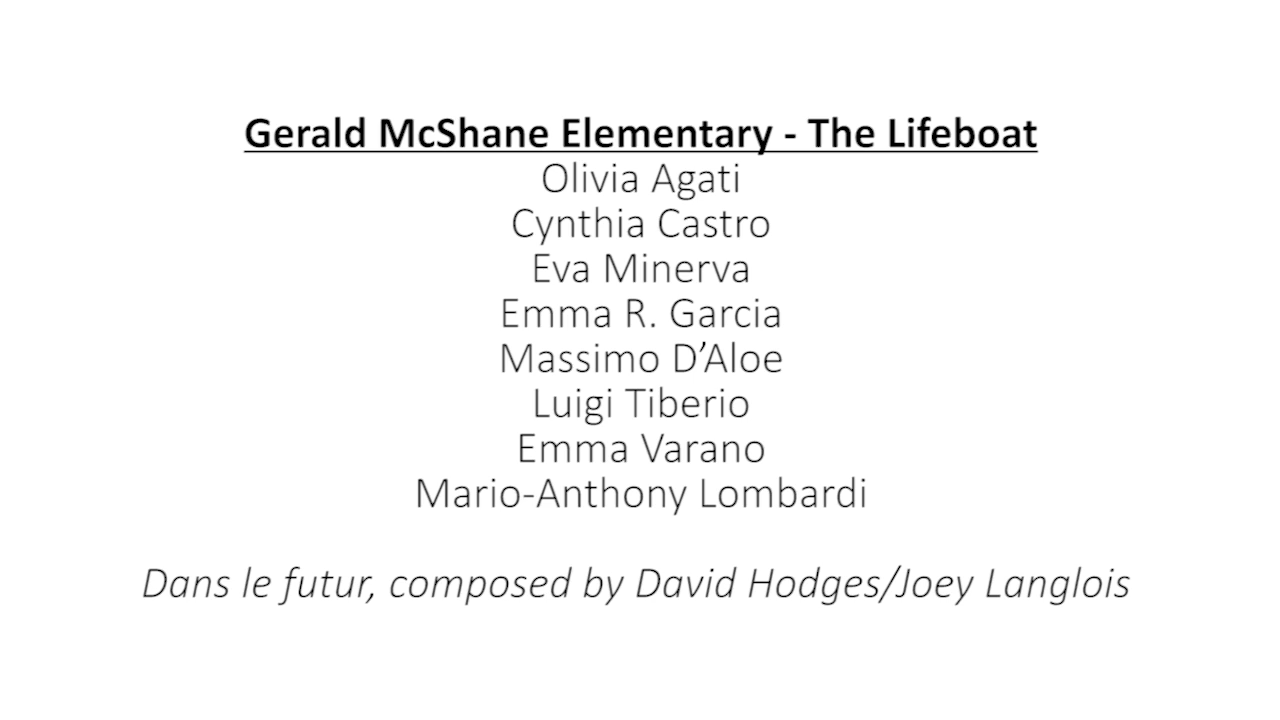 Gerald McShane Elementary - The Lifeboat
Olivia Agati
Cynthia Castro
Eva Minerva
Emma R. Garcia
Massimo D’Aloe
Luigi Tiberio
Emma Varano
Mario-Anthony Lombardi
Dans le futur, composed by David Hodges/Joey Langlois